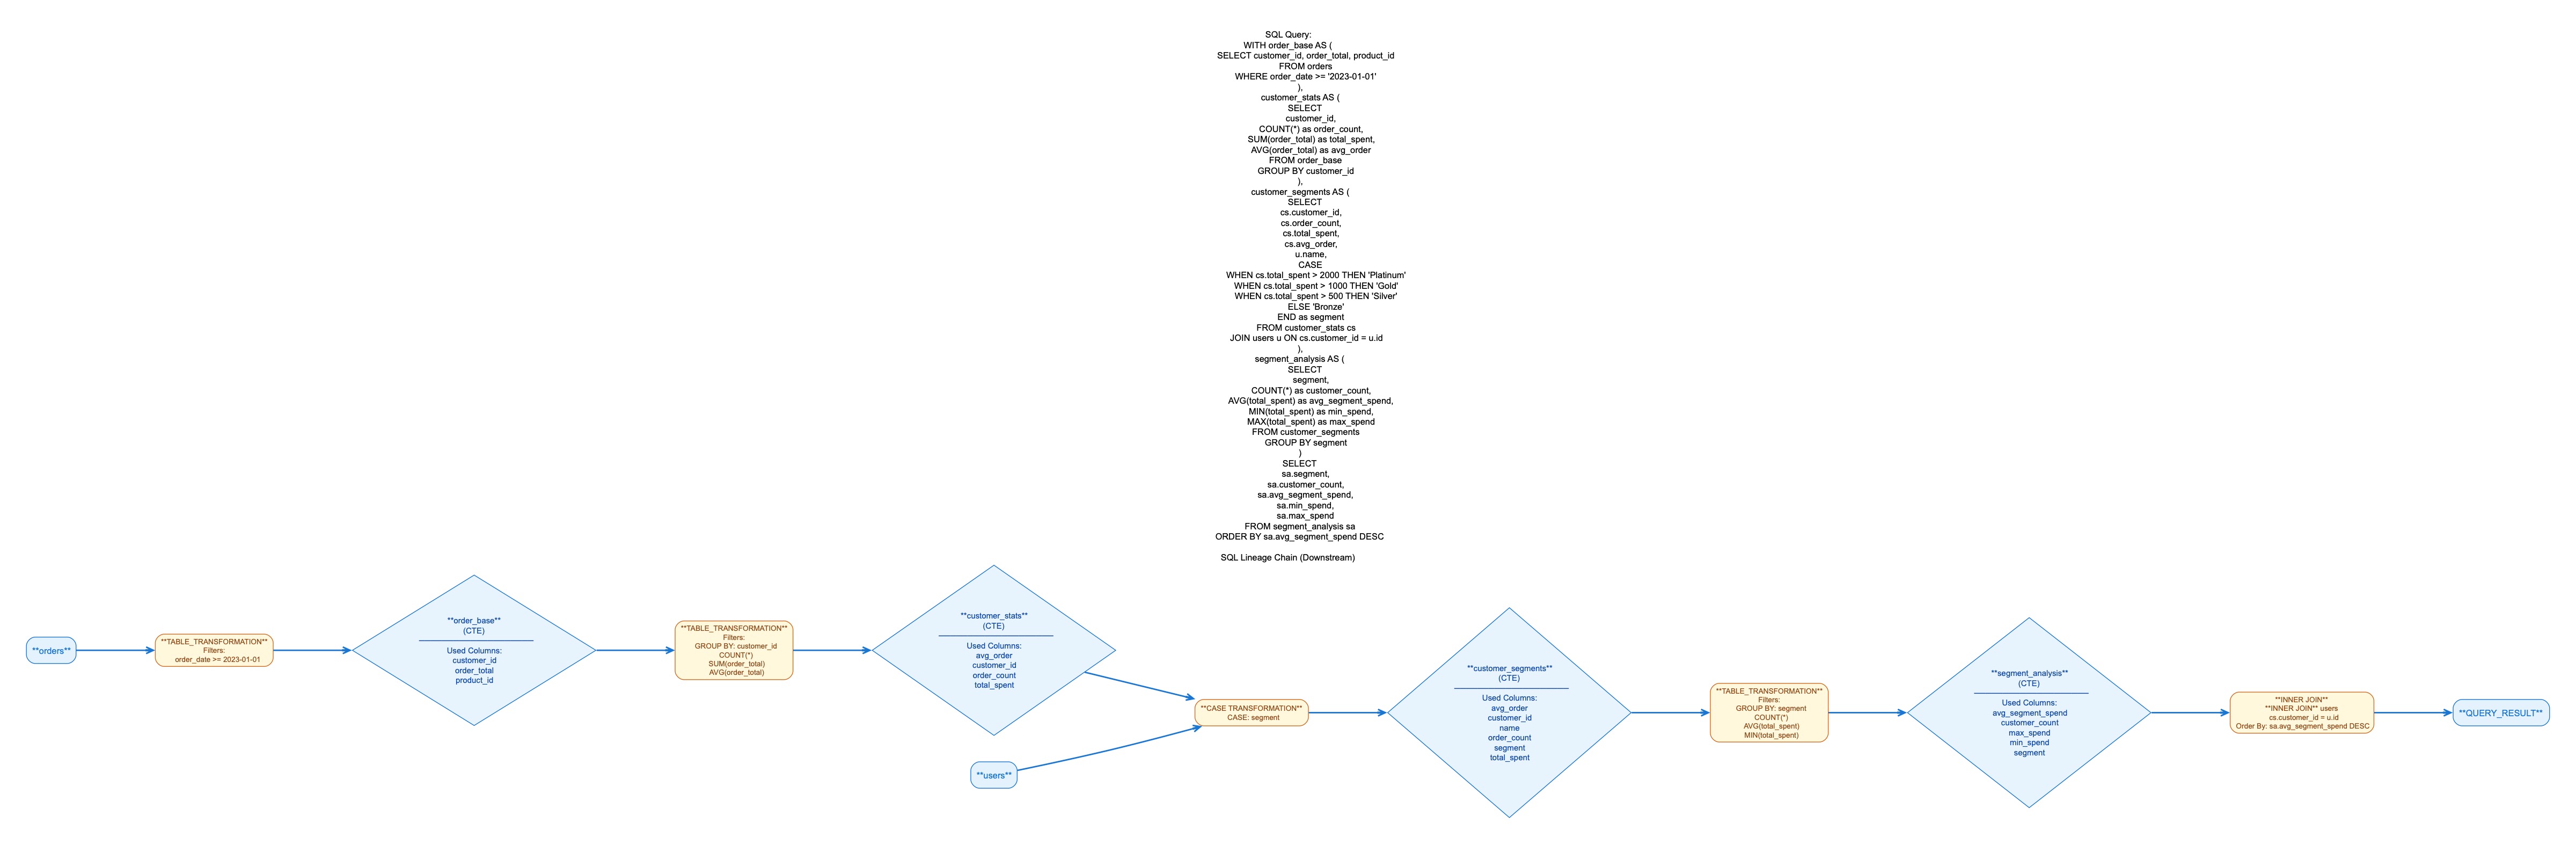 SQL Query:
WITH order_base AS (
SELECT customer_id, order_total, product_id
FROM orders
WHERE order_date >= '2023-01-01'
),
customer_stats AS (
SELECT
customer_id,
COUNT(*) as order_count,
SUM(order_total) as total_spent,
AVG(order_total) as avg_order
FROM order_base
GROUP BY customer_id
),
customer_segments AS (
SELECT
cs.customer_id,
cs.order_count,
cs.total_spent,
cs.avg_order,
u.name,
CASE
WHEN cs.total_spent > 2000 THEN 'Platinum'
WHEN cs.total_spent > 1000 THEN 'Gold'
WHEN cs.total_spent > 500 THEN 'Silver'
ELSE 'Bronze'
END as segment
FROM customer_stats cs
JOIN users u ON cs.customer_id = u.id
),
segment_analysis AS (
SELECT
segment,
COUNT(*) as customer_count,
AVG(total_spent) as avg_segment_spend,
MIN(total_spent) as min_spend,
MAX(total_spent) as max_spend
FROM customer_segments
GROUP BY segment
)
SELECT
sa.segment,
sa.customer_count,
sa.avg_segment_spend,
sa.min_spend,
sa.max_spend
FROM segment_analysis sa
ORDER BY sa.avg_segment_spend DESC
SQL Lineage Chain (Downstream)
**orders**
**TABLE_TRANSFORMATION**
Filters:
order_date >= 2023-01-01
**order_base**
(CTE)
Used Columns:
customer_id
order_total
product_id
**TABLE_TRANSFORMATION**
Filters:
GROUP BY: customer_id
COUNT(*)
SUM(order_total)
AVG(order_total)
**customer_stats**
(CTE)
Used Columns:
avg_order
customer_id
order_count
total_spent
**users**
**CASE TRANSFORMATION**
CASE: segment
**customer_segments**
(CTE)
Used Columns:
avg_order
customer_id
name
order_count
segment
total_spent
**TABLE_TRANSFORMATION**
Filters:
GROUP BY: segment
COUNT(*)
AVG(total_spent)
MIN(total_spent)
**segment_analysis**
(CTE)
Used Columns:
avg_segment_spend
customer_count
max_spend
min_spend
segment
**INNER JOIN**
**INNER JOIN** users
cs.customer_id = u.id
Order By: sa.avg_segment_spend DESC
**QUERY_RESULT**